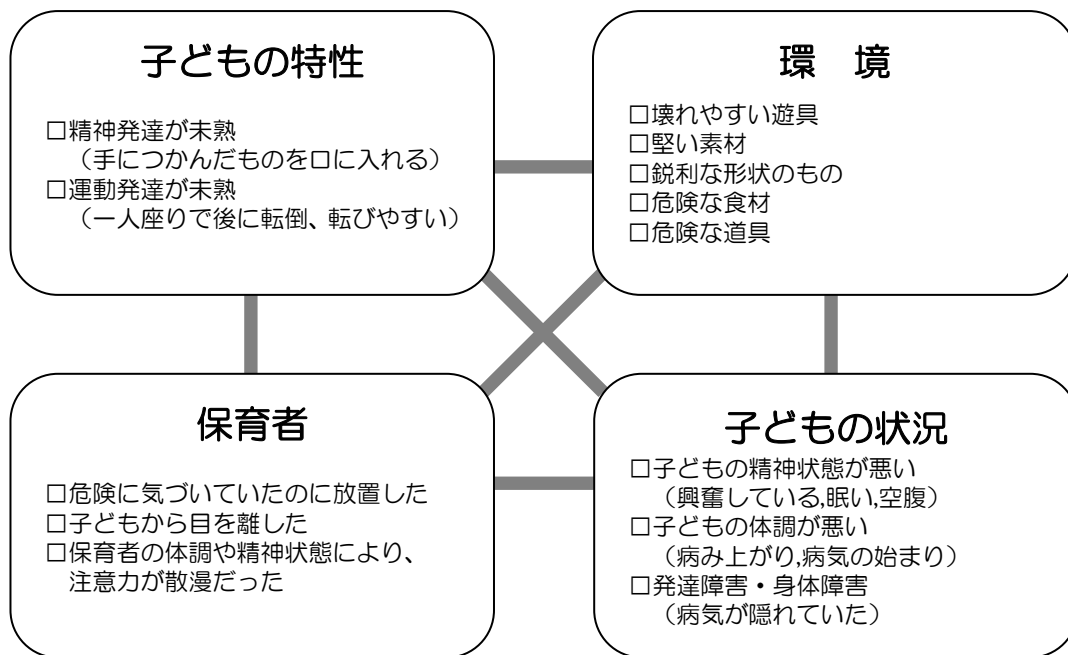 子どもの特性
□精神発達が未熟
（手につかんだものを口に入れる）
□運動発達が未熟
（一人座りで後に転倒、転びやすい）
環　境
□壊れやすい遊具
□堅い素材
□鋭利な形状のもの
□危険な食材
□危険な道具
保育者
□危険に気づいていたのに放置した
□子どもから目を離した
□保育者の体調や精神状態により、
注意力が散漫だった
子どもの状況
□子どもの精神状態が悪い
（興奮している,眠い,空腹）
□子どもの体調が悪い
（病み上がり,病気の始まり）
□発達障害・身体障害
（病気が隠れていた）